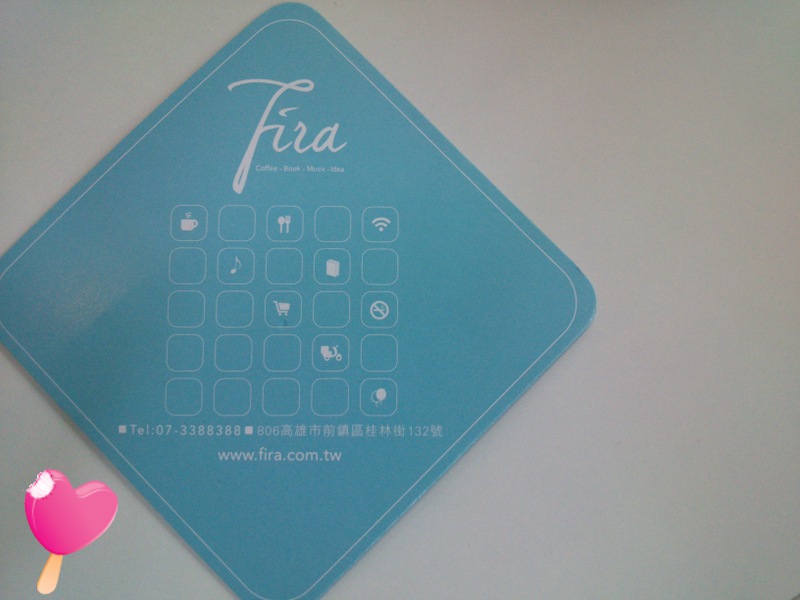 Fira
Coffee - Book - Music - Idea
■Tel:07-3388388■806高雄市前鎮區桂林街132號
www.fira.com.tw